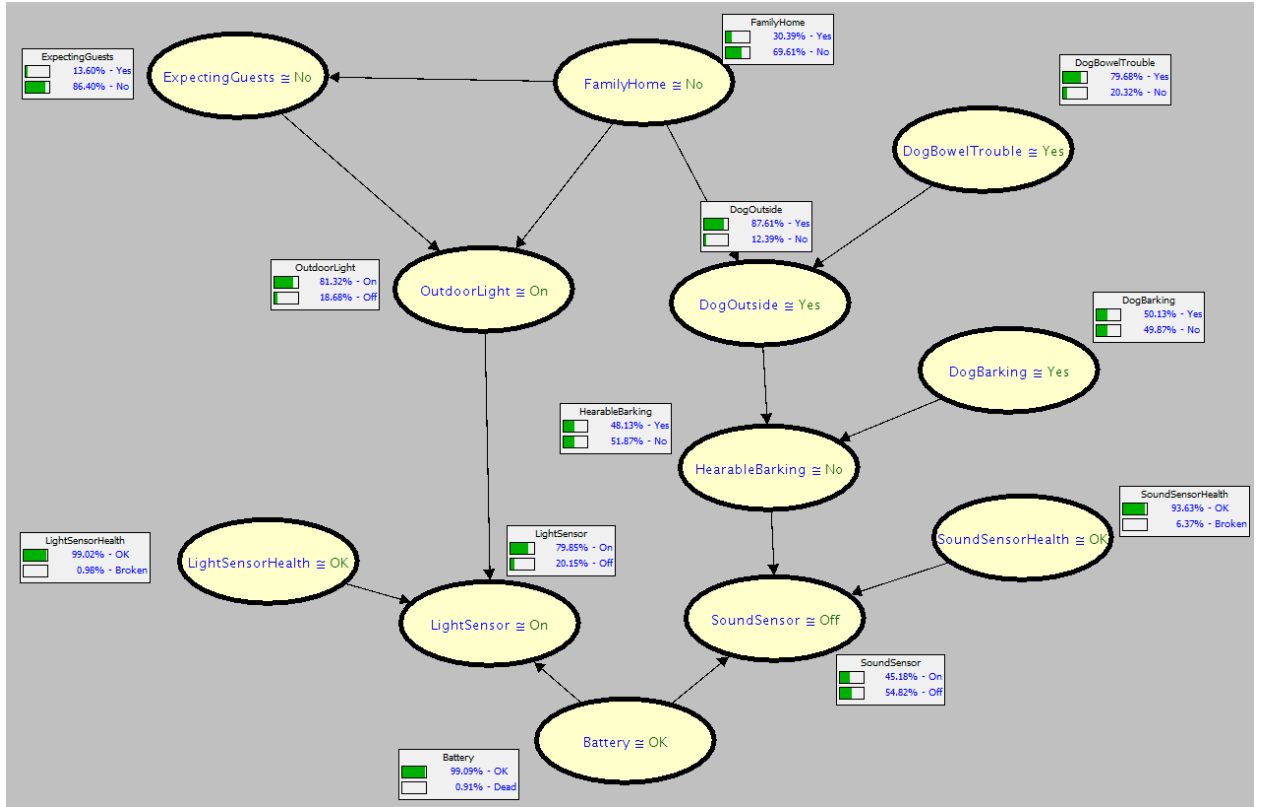 FamilyHome
30.39% - Yes
69.61% - No
ExpectingGuests
13.60% - Yes
86.40% - No
ExpectingGuests ≅ No
FamilyHome ≅ No
DogBowelTrouble
79.68% - Yes
20.32% - No
DogBowelTrouble ≅ Yes
DogOutside
87.61% - Yes
12.39% - No
OutdoorLight
81.32% - On
18.68% - Off
OutdoorLight ≅ On
DogOutside ≅ Yes
DogBarking
50.13% - Yes
49.87% - No
DogBarking ≅ Yes
HearableBarking
48.13% - Yes
51.87% - No
HearableBarking ≅ No
SoundSensorHealth
93.63% - OK
6.37% - Broken
LightSensorHealth
99.02% - OK
0.98% - Broken
LightSensorHealth ≅ OK
LightSensor
79.85% - On
20.15% - Off
SoundSensorHealth ≅ OK
LightSensor ≅ On
SoundSensor ≅ Off
SoundSensor
45.18% - On
54.82% - Off
Battery ≅ OK
Battery
99.09% - OK
0.91% - Dead